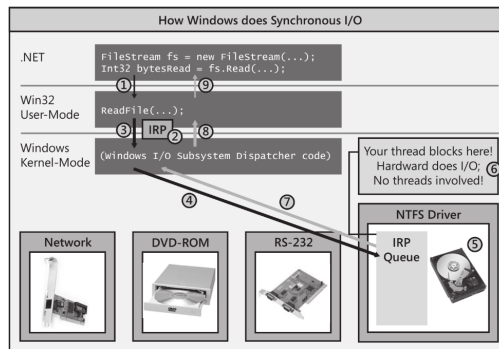 How Windows does Synchronous I/O
.NET
FileStream fs = new FileStream(...);
Int32 bytesRead = fs.Read(...);
① ⑨
Win32
User-Mode
ReadFile(...);
③ IRP ② ⑧
Windows
Kernel-Mode
(Windows I/O Subsystem Dispatcher code)
Your thread blocks here!
Hardward does I/O; ⑥
No threads involved!
④ ⑦
Network
DVD-ROM
RS-232
NTFS Driver
IRP
Queue
⑤